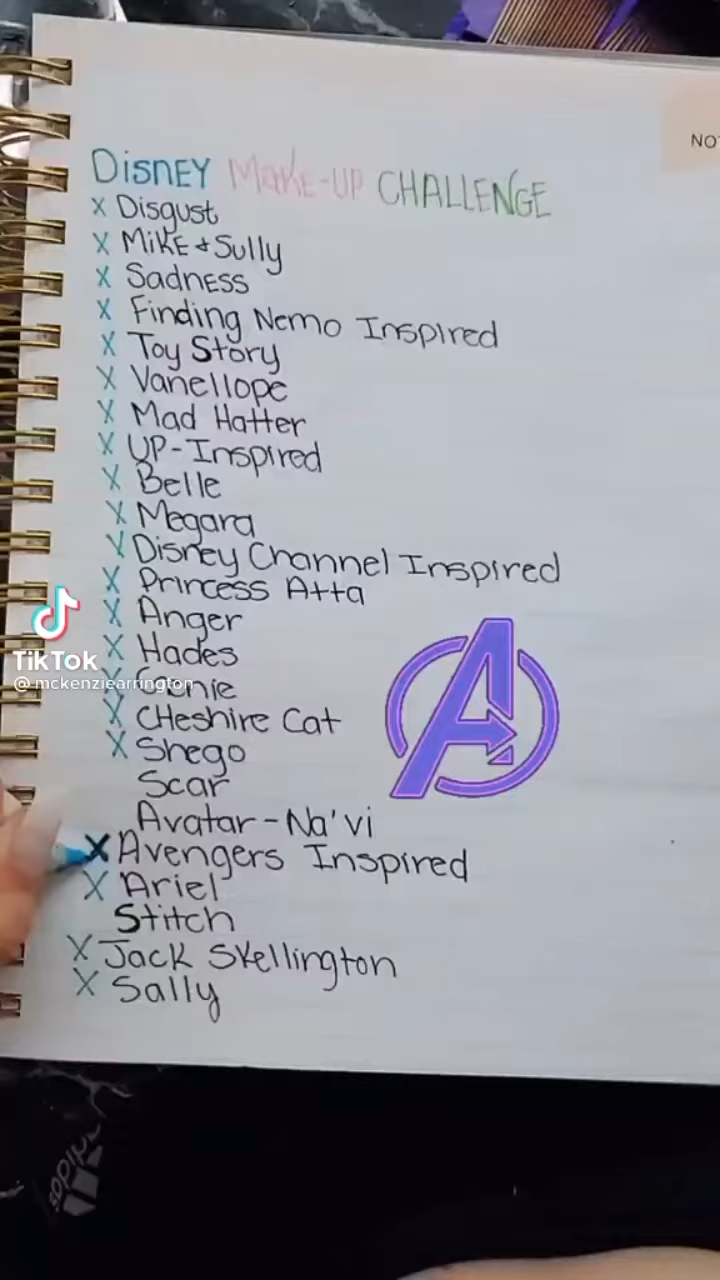 NO
DISNEY MAKE-UP CHALLENGE
X Disgust
X MIKE + Sully
X Sadness
X Finding Nemo Inspired
X Toy Story
X Vanellope
X Mad Hatter
X UP-Inspired
X Belle
X Megara
X Disney Channel Inspired
X Princess Atta
X Anger
X Hades
X Genie
X CHeshire Cat
X Shego
Scar
Avatar - Na'vi
X Avengers Inspired
X Ariel
Stitch
X Jack Skellington
X Sally
TikTok
@mckenziearrington
A
adidas